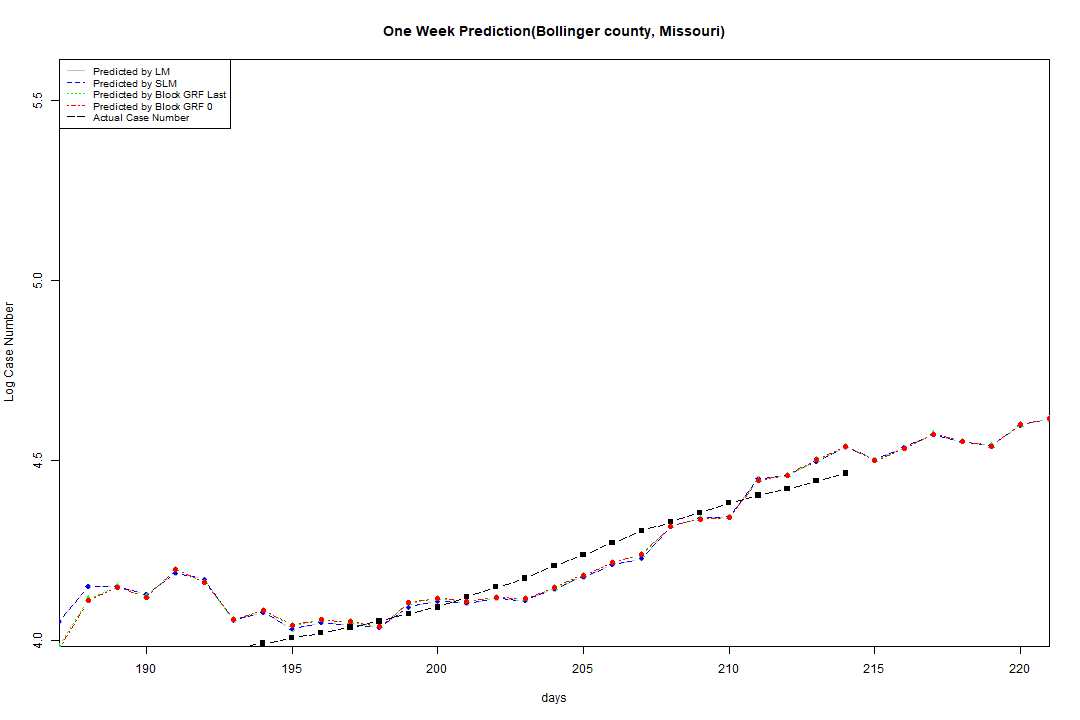 One Week Prediction(Bollinger county, Missouri)
Predicted by LM
Predicted by SLM
Predicted by Block GRF Last
Predicted by Block GRF 0
Actual Case Number
5.5
5.0
4.5
4.0
Log Case Number
190 195 200 205 210 215 220
days